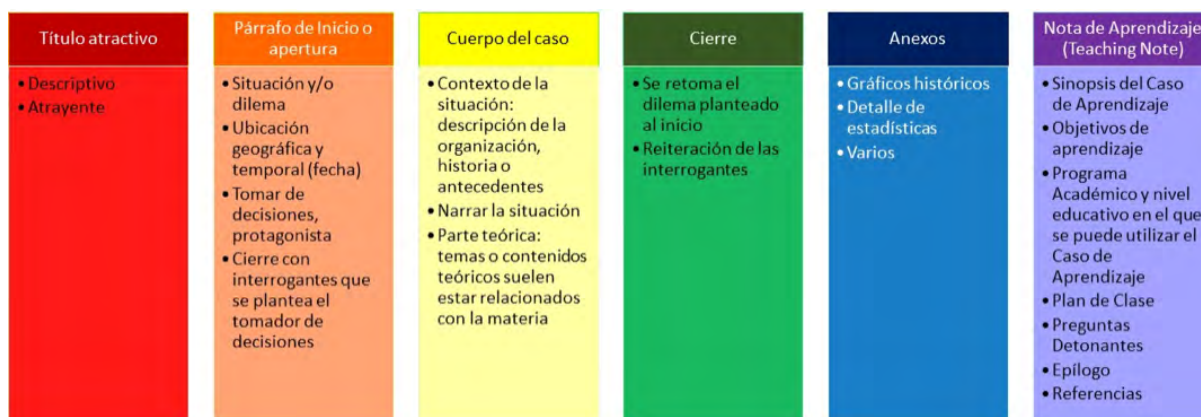 Título atractivo
• Descriptivo
• Atrayente
Párrafo de Inicio o
apertura
• Situación y/o
dilema
• Ubicación
geográfica y
temporal (fecha)
• Tomar de
decisiones,
protagonista
• Cierre con
interrogantes que
se plantea el
tomador de
decisiones
Cuerpo del caso
• Contexto de la
situación:
descripción de la
organización,
historia o
antecedentes
• Narrar la situación
• Parte teórica:
temas o contenidos
teóricos suelen
estar relacionados
con la materia
Cierre
• Se retoma el
dilema planteado
al inicio
• Reiteración de las
interrogantes
Anexos
• Gráficos históricos
• Detalle de
estadísticas
• Varios
Nota de Aprendizaje
(Teaching Note)
• Sinopsis del Caso
de Aprendizaje
• Objetivos de
aprendizaje
• Programa
Académico y nivel
educativo en el que
se puede utilizar el
Caso de
Aprendizaje
• Plan de Clase
• Preguntas
Detonantes
• Epílogo
• Referencias